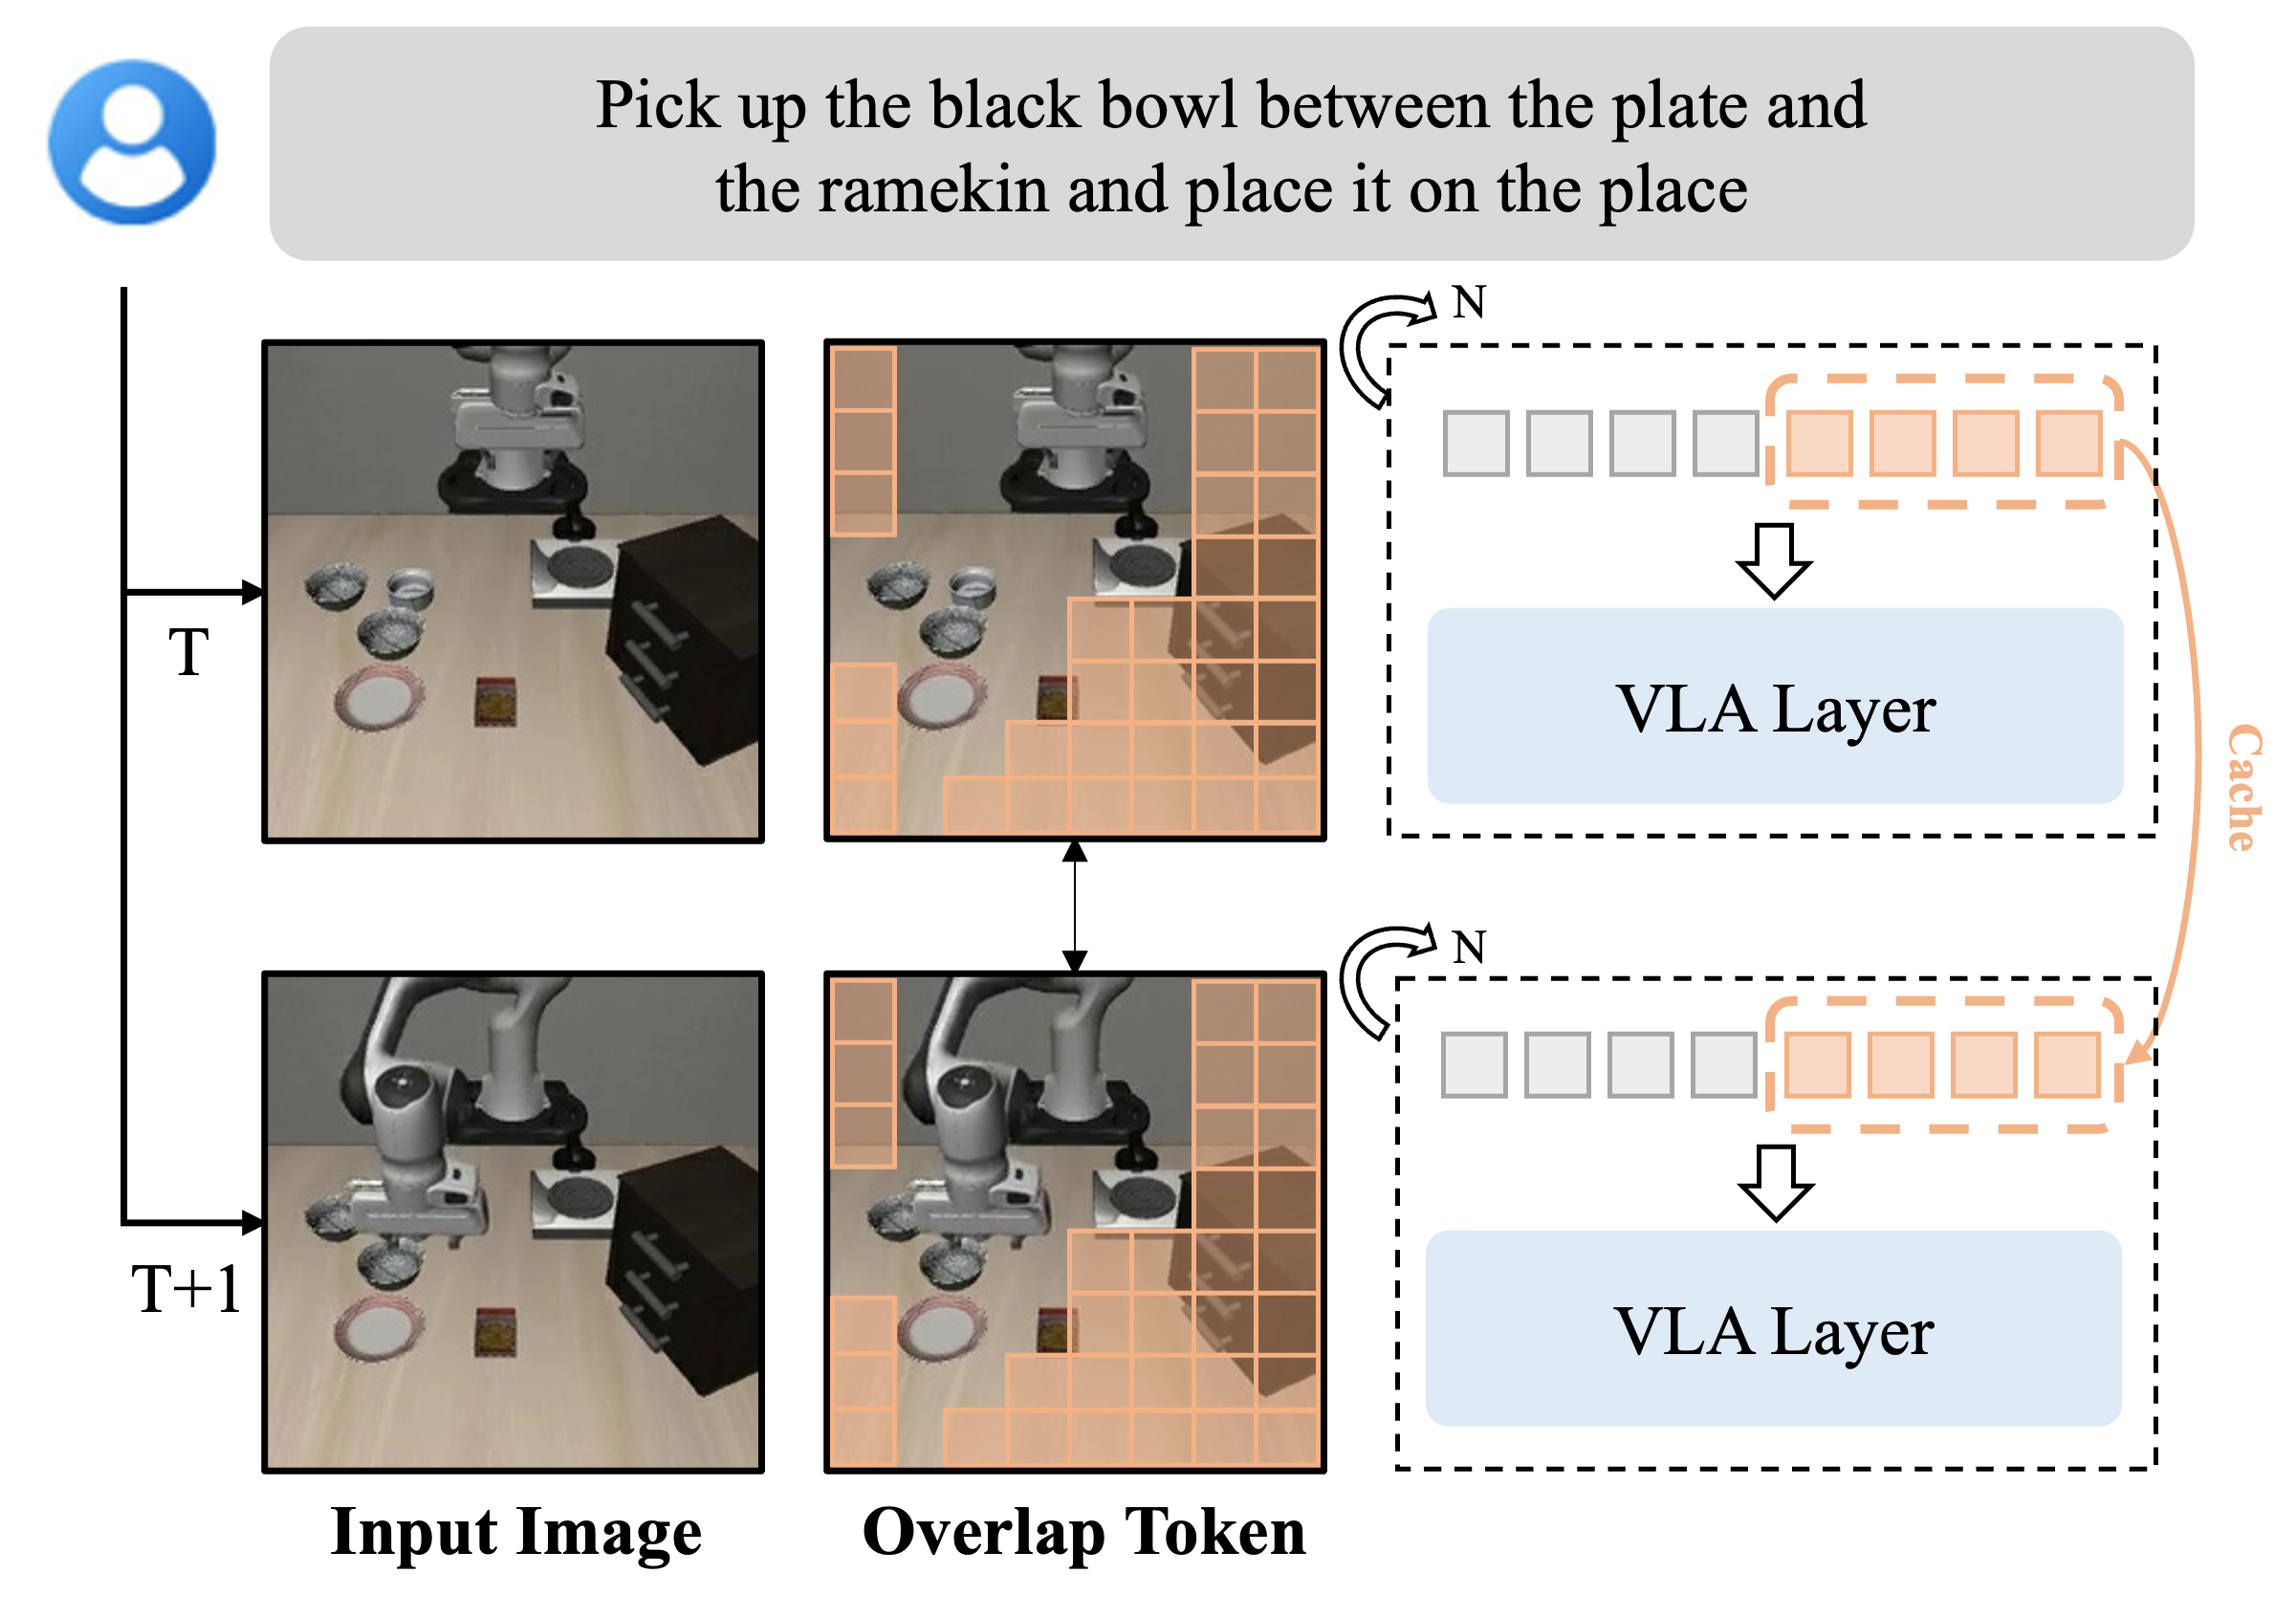 Pick up the black bowl between the plate and
the ramekin and place it on the place
N
T
VLA Layer
Cache
N
T+1
VLA Layer
Input Image
Overlap Token